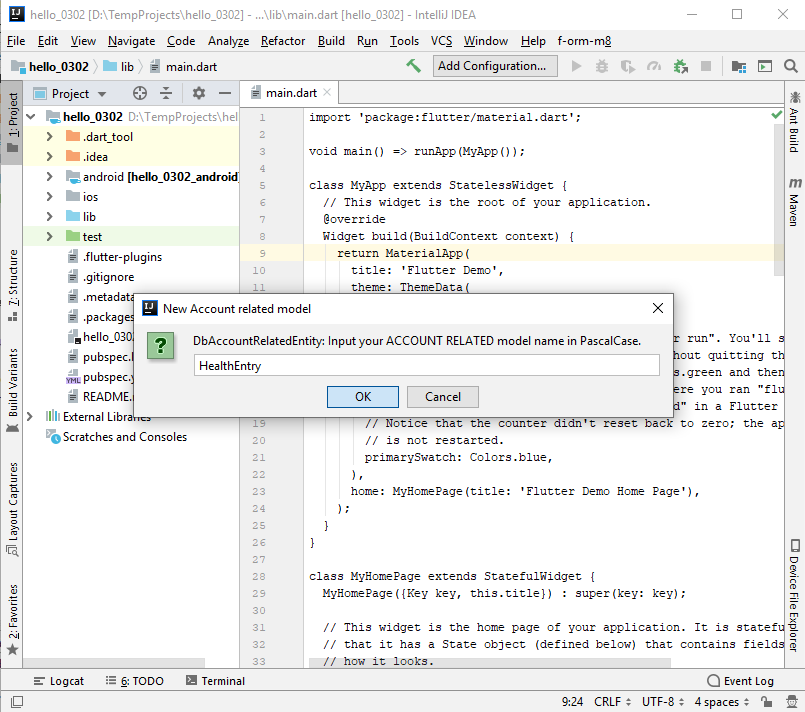 hello_0302 [D:\TempProjects\hello_0302] - ...\lib\main.dart [hello_0302] - IntelliJ IDEA
File Edit View Navigate Code Analyze Refactor Build Run Tools VCS Window Help f-orm-m8
hello_0302 lib main.dart Add Configuration...
1: Project
Z: Structure
Build Variants
Layout Captures
2: Favorites
Project
hello_0302 D:\TempProjects\hel
.dart_tool
.idea
android [hello_0302_android]
ios
lib
test
.flutter-plugins
.gitignore
.metadata
.packages
hello_030
pubspec.
pubspec.y
README.
External Libraries
Scratches and Consoles
main.dart
1 import 'package:flutter/material.dart';
2
3 void main() => runApp(MyApp());
4
5 class MyApp extends StatelessWidget {
6 // This widget is the root of your application.
7 @override
8 Widget build(BuildContext context) {
9 return MaterialApp(
10 title: 'Flutter Demo',
11 theme: ThemeData(
r run". You'll s
hout quitting th
s.green and then
ere you ran "flu
d" in a Flutter
19 // Notice that the counter didn't reset back to zero; the ap
20 // is not restarted.
21 primarySwatch: Colors.blue,
22 ),
23 home: MyHomePage(title: 'Flutter Demo Home Page'),
24 );
25 }
26 }
27
28 class MyHomePage extends StatefulWidget {
29 MyHomePage({Key key, this.title}) : super(key: key);
30
31 // This widget is the home page of your application. It is statefu
32 // that it has a State object (defined below) that contains fields
33 // how it looks.
New Account related model
DbAccountRelatedEntity: Input your ACCOUNT RELATED model name in PascalCase.
HealthEntry
OK Cancel
Ant Build
Maven
Device File Explorer
Logcat 6: TODO Terminal Event Log
9:24 CRLF UTF-8 4 spaces